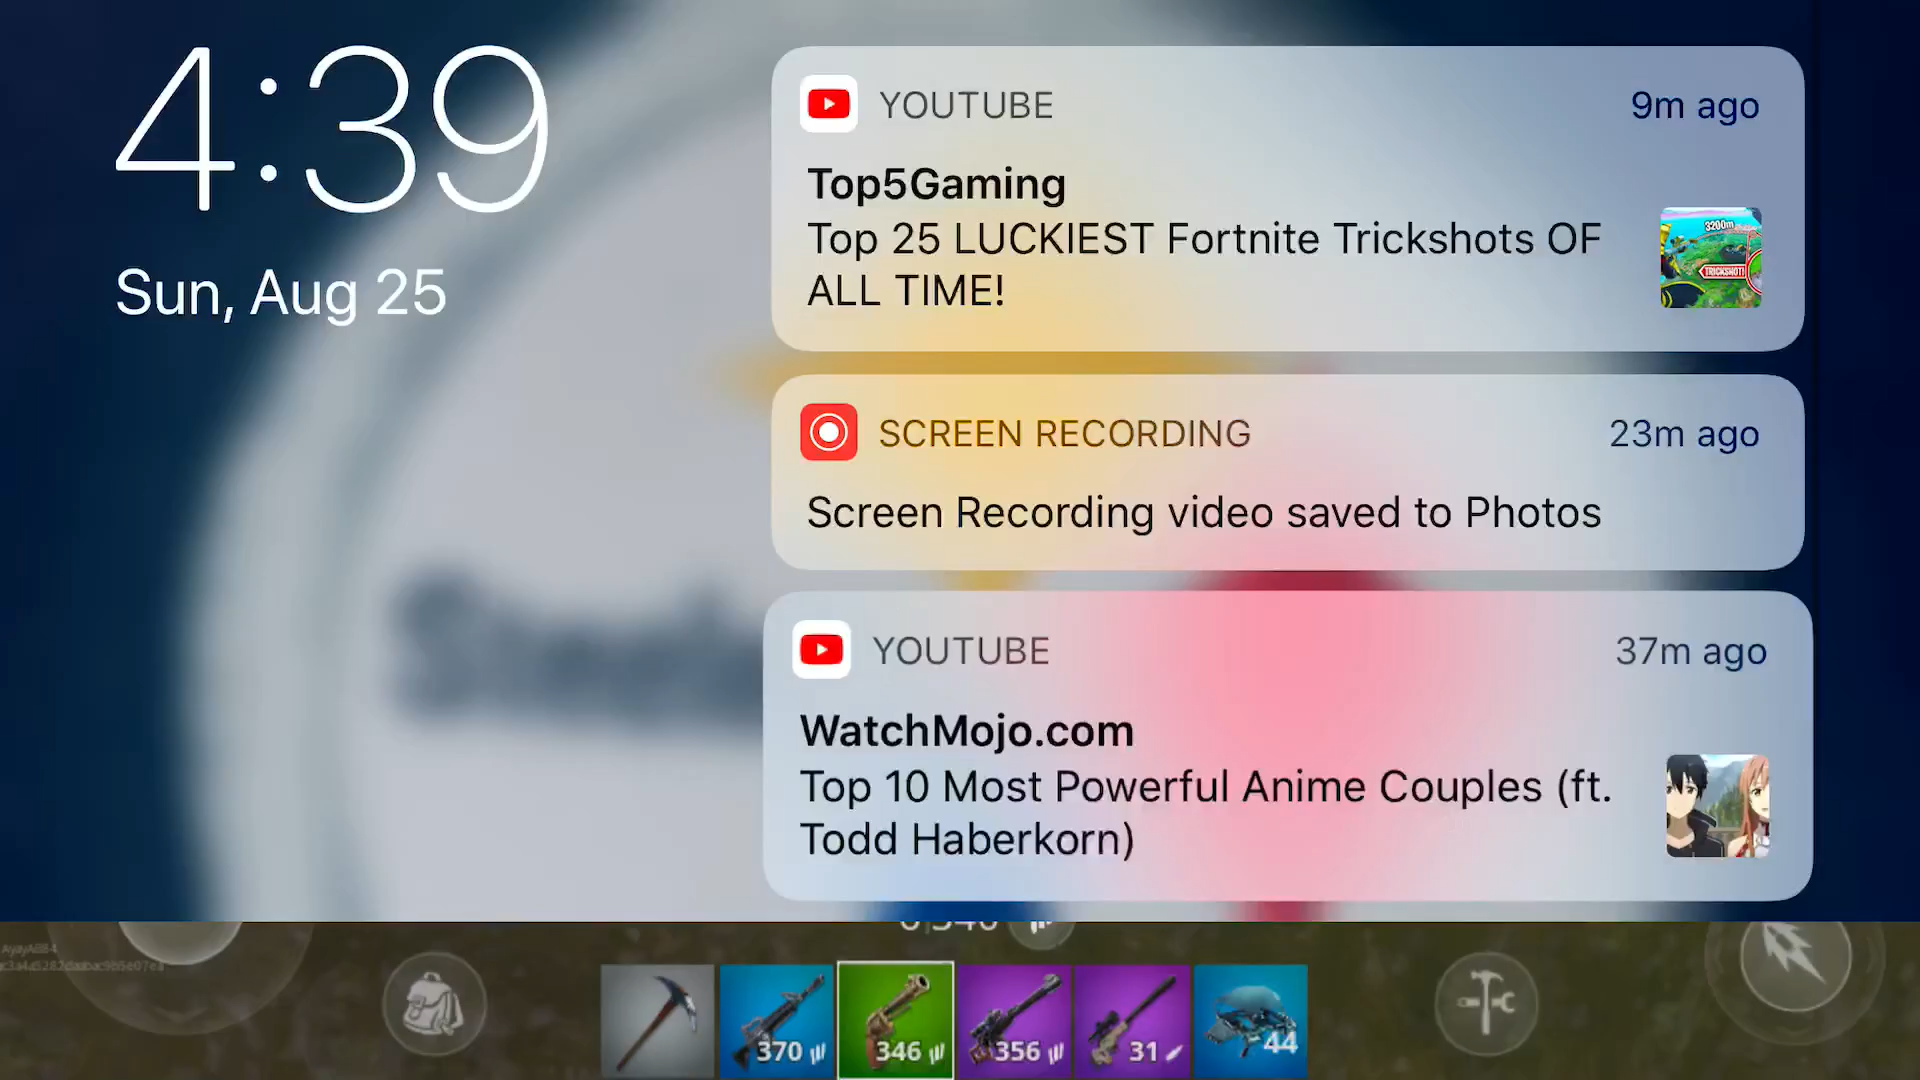 4:39
Sun, Aug 25
YOUTUBE
9m ago
Top5Gaming
Top 25 LUCKIEST Fortnite Trickshots OF
ALL TIME!
3200m
TRICKSHOT!
SCREEN RECORDING
23m ago
Screen Recording video saved to Photos
YOUTUBE
37m ago
WatchMojo.com
Top 10 Most Powerful Anime Couples (ft.
Todd Haberkorn)
370
346
356
31
44